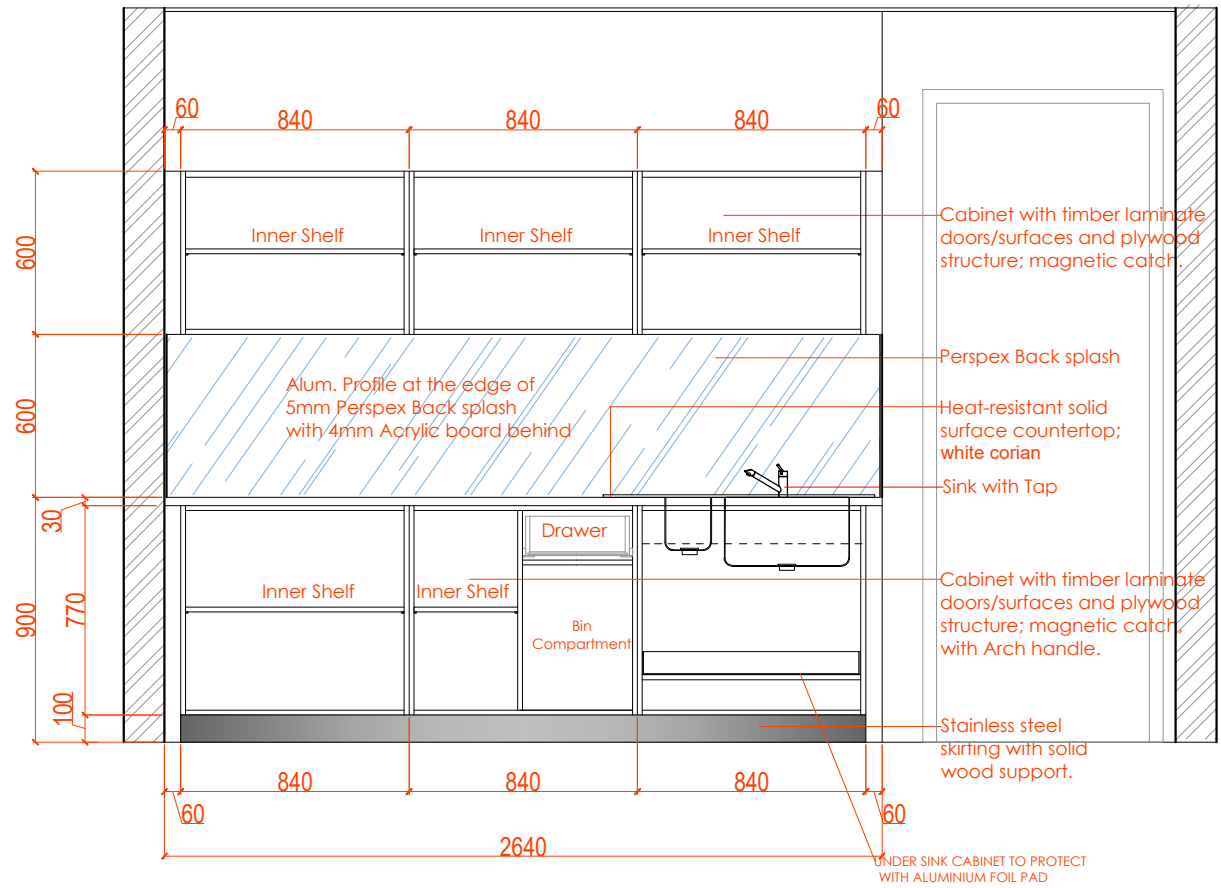 60
840
840
840
60
600
Inner Shelf
Inner Shelf
Inner Shelf
Cabinet with timber laminate
doors/surfaces and plywood
structure; magnetic catch.
600
Alum. Profile at the edge of
5mm Perspex Back splash
with 4mm Acrylic board behind
Perspex Back splash
Heat-resistant solid
surface countertop;
white corian
Sink with Tap
30
900
770
100
Drawer
Inner Shelf
Inner Shelf
Bin
Compartment
Cabinet with timber laminate
doors/surfaces and plywood
structure; magnetic catch,
with Arch handle.
Stainless steel
skirting with solid
wood support.
60
840
840
840
60
2640
UNDER SINK CABINET TO PROTECT
WITH ALUMINIUM FOIL PAD